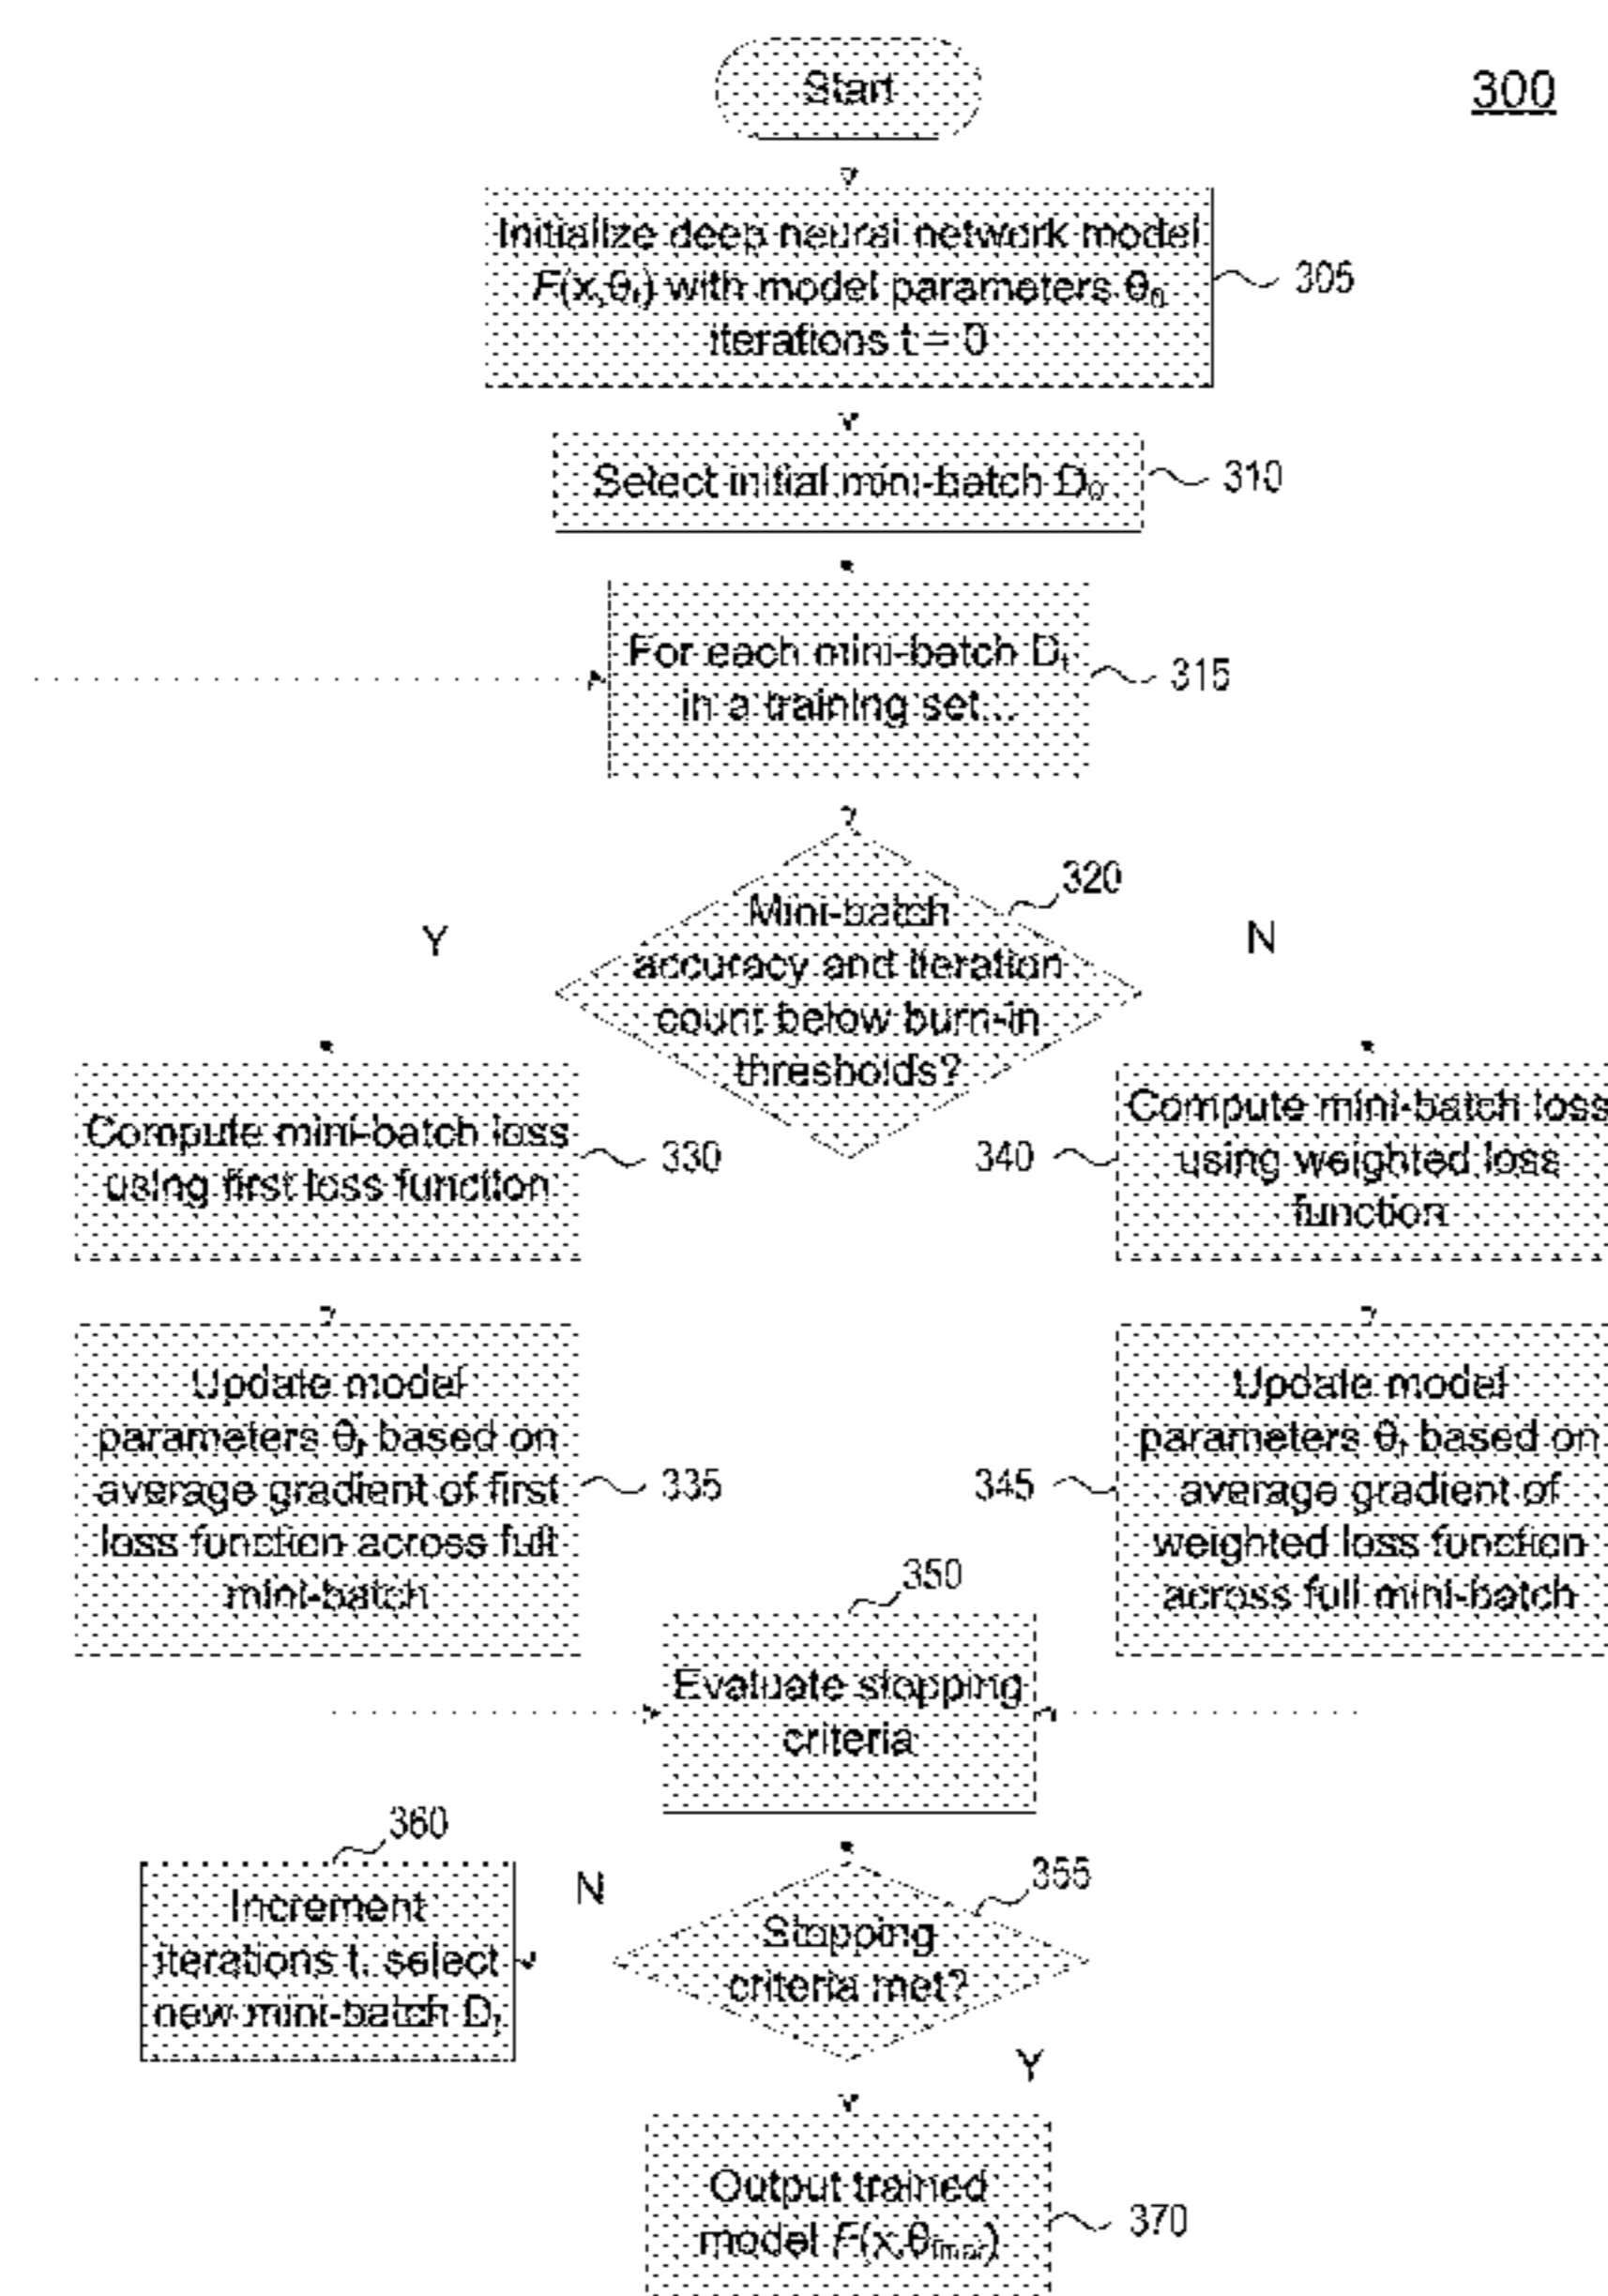 300
Start
Initialize deep neural network model
F(x,θₜ) with model parameters θ₀
iterations t = 0
305
Select initial mini-batch D₀
310
For each mini-batch Dₜ
in a training set...
315
320
Mini-batch
accuracy and iteration
count below burn-in
thresholds?
Y
N
Compute mini-batch loss
using first loss function
330
340
Compute mini-batch loss
using weighted loss
function
Update model
parameters θₜ based on
average gradient of first
loss function across full
mini-batch
335
345
Update model
parameters θₜ based on
average gradient of
weighted loss function
across full mini-batch
350
Evaluate stopping
criteria
360
Increment
iterations t, select
new mini-batch Dₜ
N
355
Stopping
criteria met?
Y
Output trained
model F(x,θfinal)
370